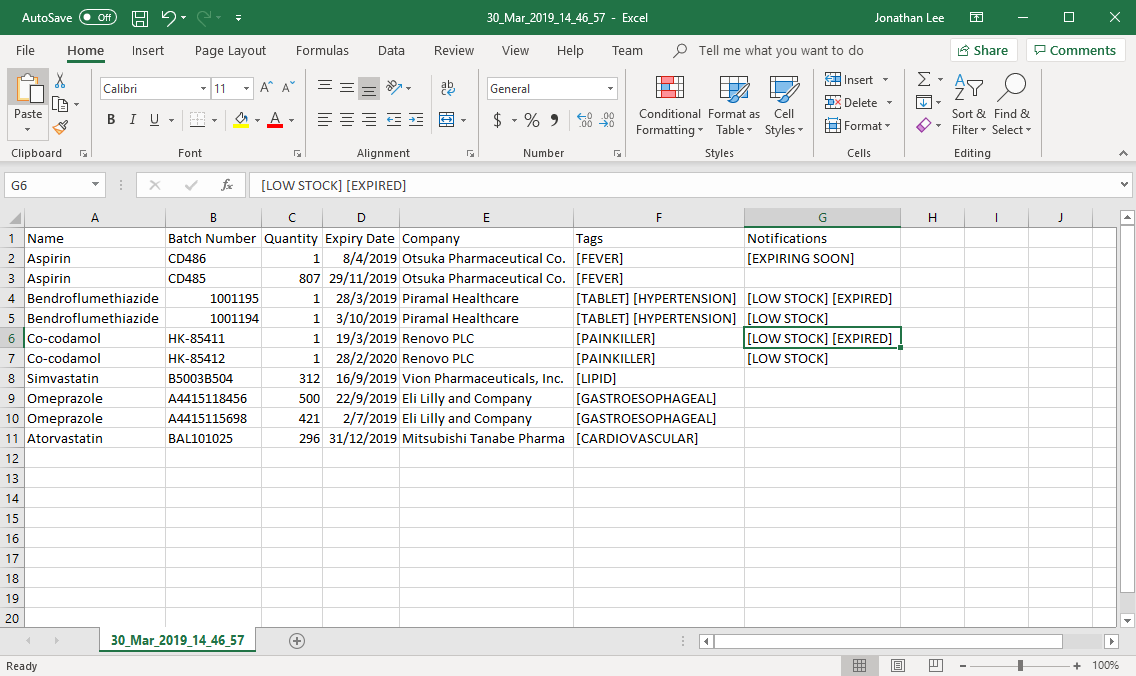 AutoSave Off 30_Mar_2019_14_46_57 - Excel Jonathan Lee
File Home Insert Page Layout Formulas Data Review View Help Team Tell me what you want to do Share Comments
Paste Calibri 11 A A ab General Conditional Formatting Format as Table Cell Styles Insert Delete Format Sort & Filter Find & Select
B I U A $ % 9 .00 .0
Clipboard Font Alignment Number Styles Cells Editing
G6 fx [LOW STOCK] [EXPIRED]
A B C D E F G H I J
1 Name Batch Number Quantity Expiry Date Company Tags Notifications
2 Aspirin CD486 1 8/4/2019 Otsuka Pharmaceutical Co. [FEVER] [EXPIRING SOON]
3 Aspirin CD485 807 29/11/2019 Otsuka Pharmaceutical Co. [FEVER]
4 Bendroflumethiazide 1001195 1 28/3/2019 Piramal Healthcare [TABLET] [HYPERTENSION] [LOW STOCK] [EXPIRED]
5 Bendroflumethiazide 1001194 1 3/10/2019 Piramal Healthcare [TABLET] [HYPERTENSION] [LOW STOCK]
6 Co-codamol HK-85411 1 19/3/2019 Renovo PLC [PAINKILLER] [LOW STOCK] [EXPIRED]
7 Co-codamol HK-85412 1 28/2/2020 Renovo PLC [PAINKILLER] [LOW STOCK]
8 Simvastatin B5003B504 312 16/9/2019 Vion Pharmaceuticals, Inc. [LIPID]
9 Omeprazole A4415118456 500 22/9/2019 Eli Lilly and Company [GASTROESOPHAGEAL]
10 Omeprazole A4415115698 421 2/7/2019 Eli Lilly and Company [GASTROESOPHAGEAL]
11 Atorvastatin BAL101025 296 31/12/2019 Mitsubishi Tanabe Pharma [CARDIOVASCULAR]
12
13
14
15
16
17
18
19
20
30_Mar_2019_14_46_57
Ready 100%